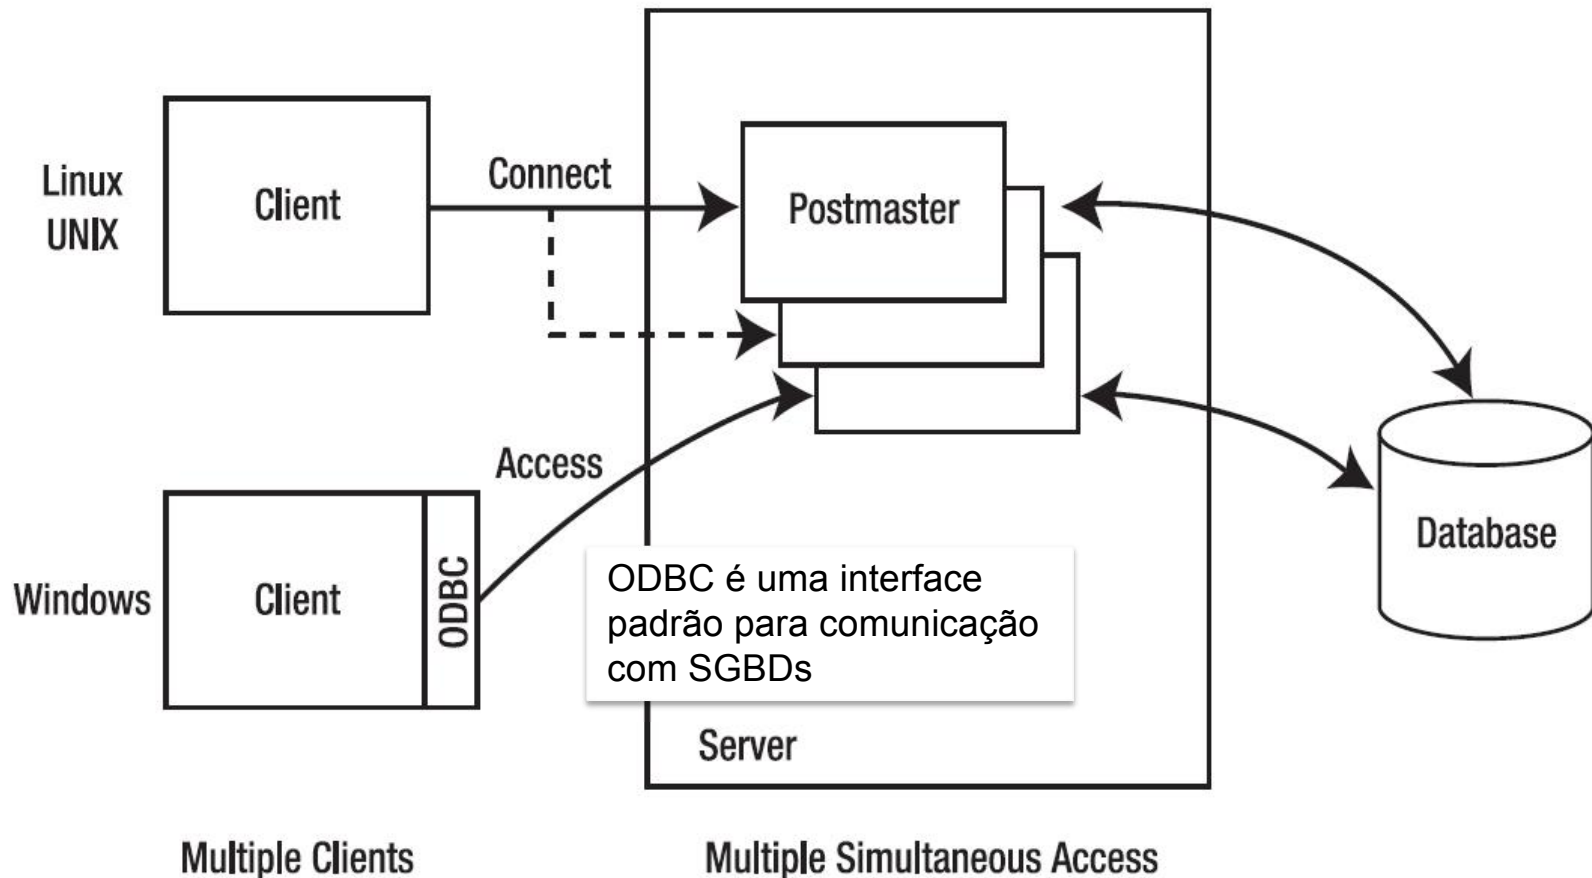 Linux
UNIX
Client
Connect
Postmaster
Access
Windows
Client
ODBC
ODBC é uma interface
padrão para comunicação
com SGBDs
Database
Server
Multiple Clients
Multiple Simultaneous Access